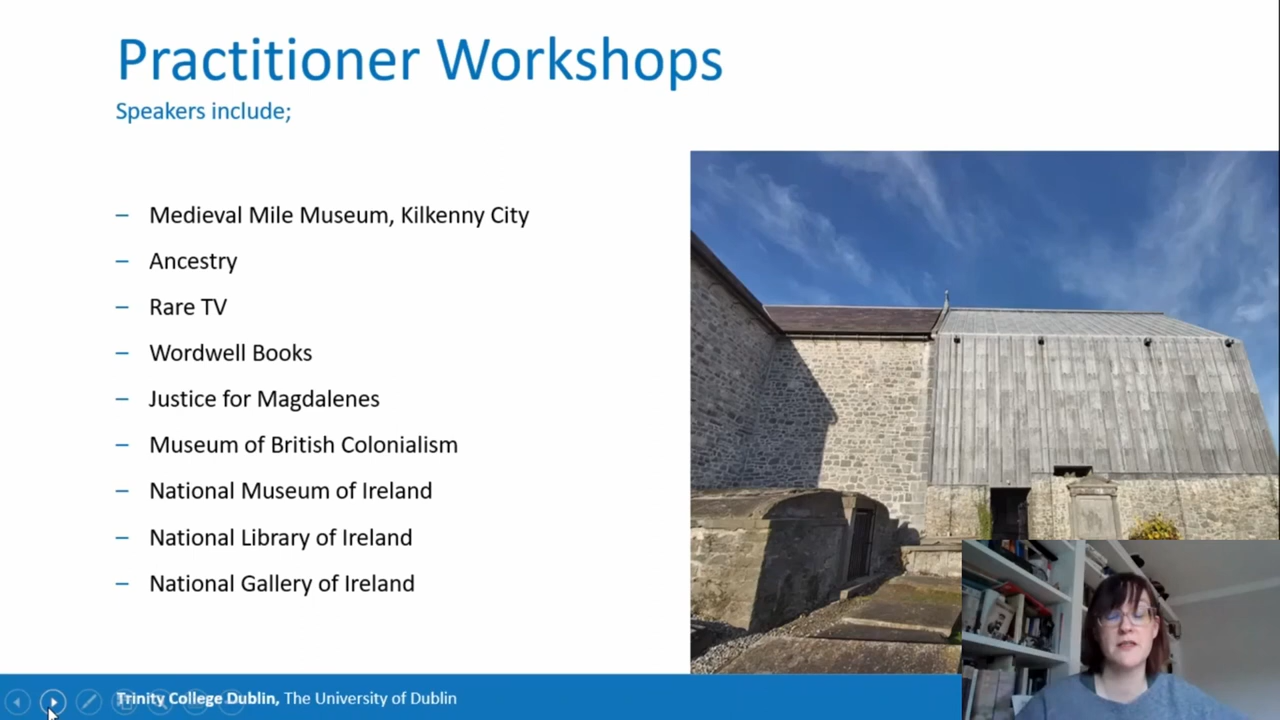 Practitioner Workshops
Speakers include;
– Medieval Mile Museum, Kilkenny City
– Ancestry
– Rare TV
– Wordwell Books
– Justice for Magdalenes
– Museum of British Colonialism
– National Museum of Ireland
– National Library of Ireland
– National Gallery of Ireland
Trinity College Dublin, The University of Dublin